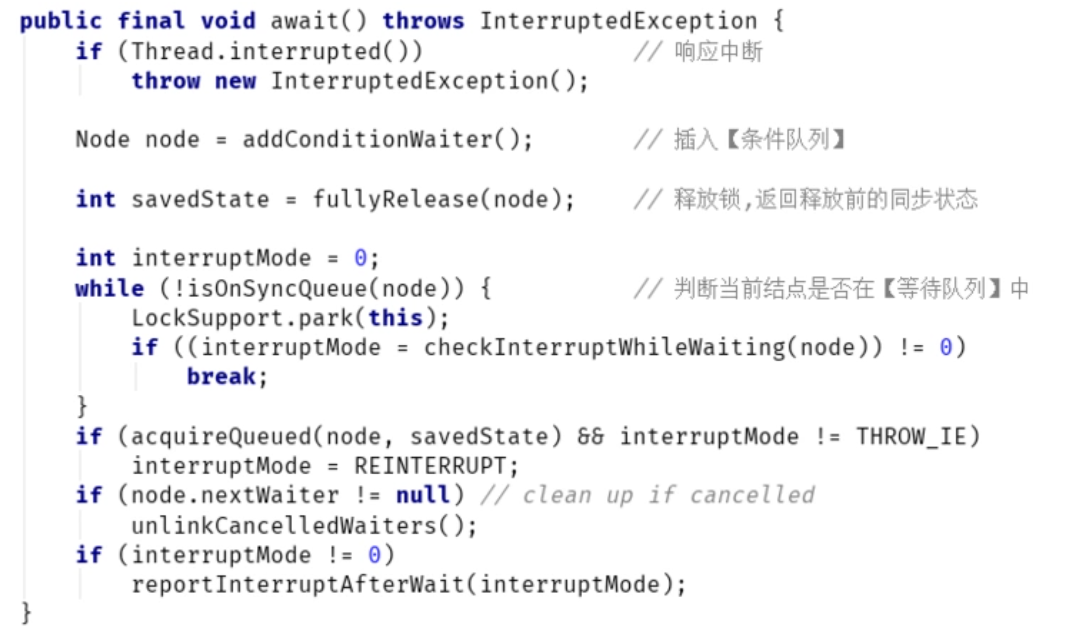 public final void await() throws InterruptedException {
    if (Thread.interrupted())               // 响应中断
        throw new InterruptedException();

    Node node = addConditionWaiter();       // 插入【条件队列】

    int savedState = fullyRelease(node);    // 释放锁,返回释放前的同步状态

    int interruptMode = 0;
    while (!isOnSyncQueue(node)) {          // 判断当前结点是否在【等待队列】中
        LockSupport.park(this);
        if ((interruptMode = checkInterruptWhileWaiting(node)) != 0)
            break;
    }
    if (acquireQueued(node, savedState) && interruptMode != THROW_IE)
        interruptMode = REINTERRUPT;
    if (node.nextWaiter != null) // clean up if cancelled
        unlinkCancelledWaiters();
    if (interruptMode != 0)
        reportInterruptAfterWait(interruptMode);
}